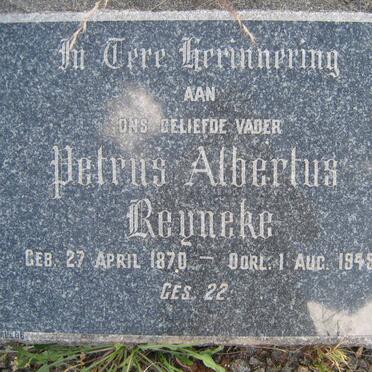 In Tere Herinnering
AAN
ONS GELIEFDE VADER
Petrus Albertus
Reyneke
GEB. 27 APRIL 1870 — OORL. 1 AUG. 1948
GES. 22